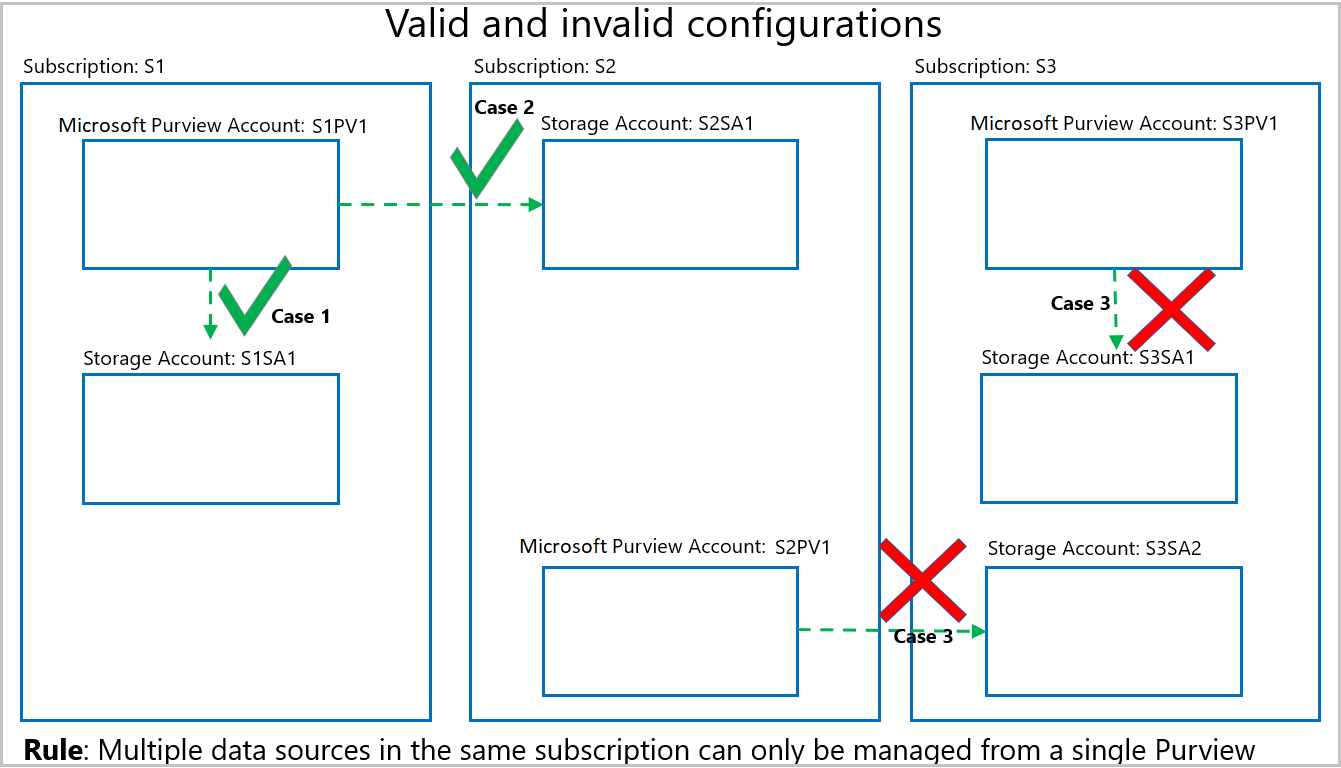 Valid and invalid configurations
Subscription: S1
Subscription: S2
Subscription: S3
Case 2
Microsoft Purview Account: S1PV1
Storage Account: S2SA1
Microsoft Purview Account: S3PV1
Case 1
Case 3
Storage Account: S1SA1
Storage Account: S3SA1
Microsoft Purview Account: S2PV1
Storage Account: S3SA2
Case 3
Rule: Multiple data sources in the same subscription can only be managed from a single Purview